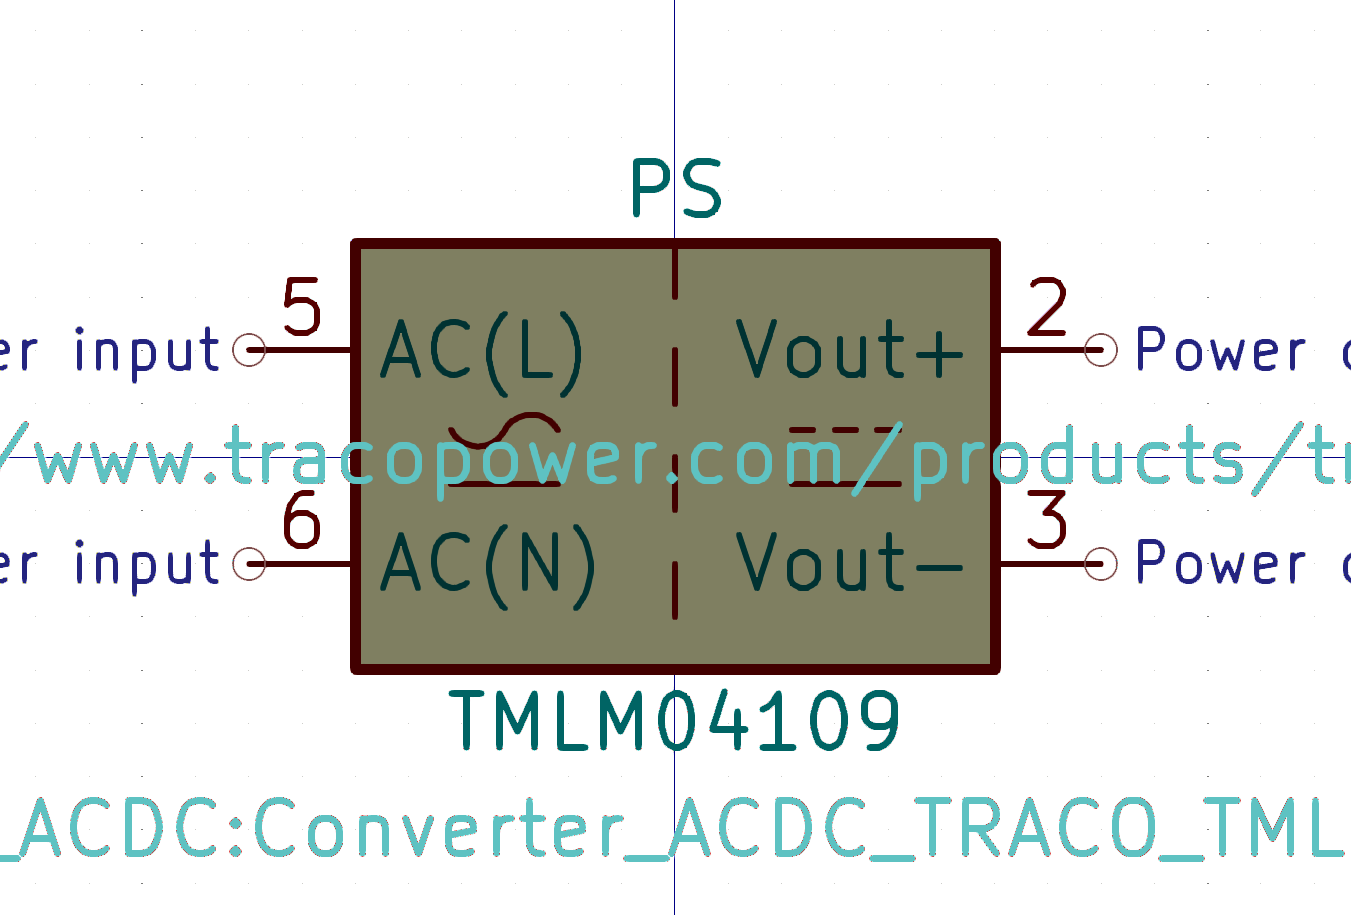 PS
5 2
er input AC(L) Vout+ Power
/www.tracopower.com/products/t
6 3
er input AC(N) Vout- Power
TMLM04109
_ACDC:Converter_ACDC_TRACO_TML